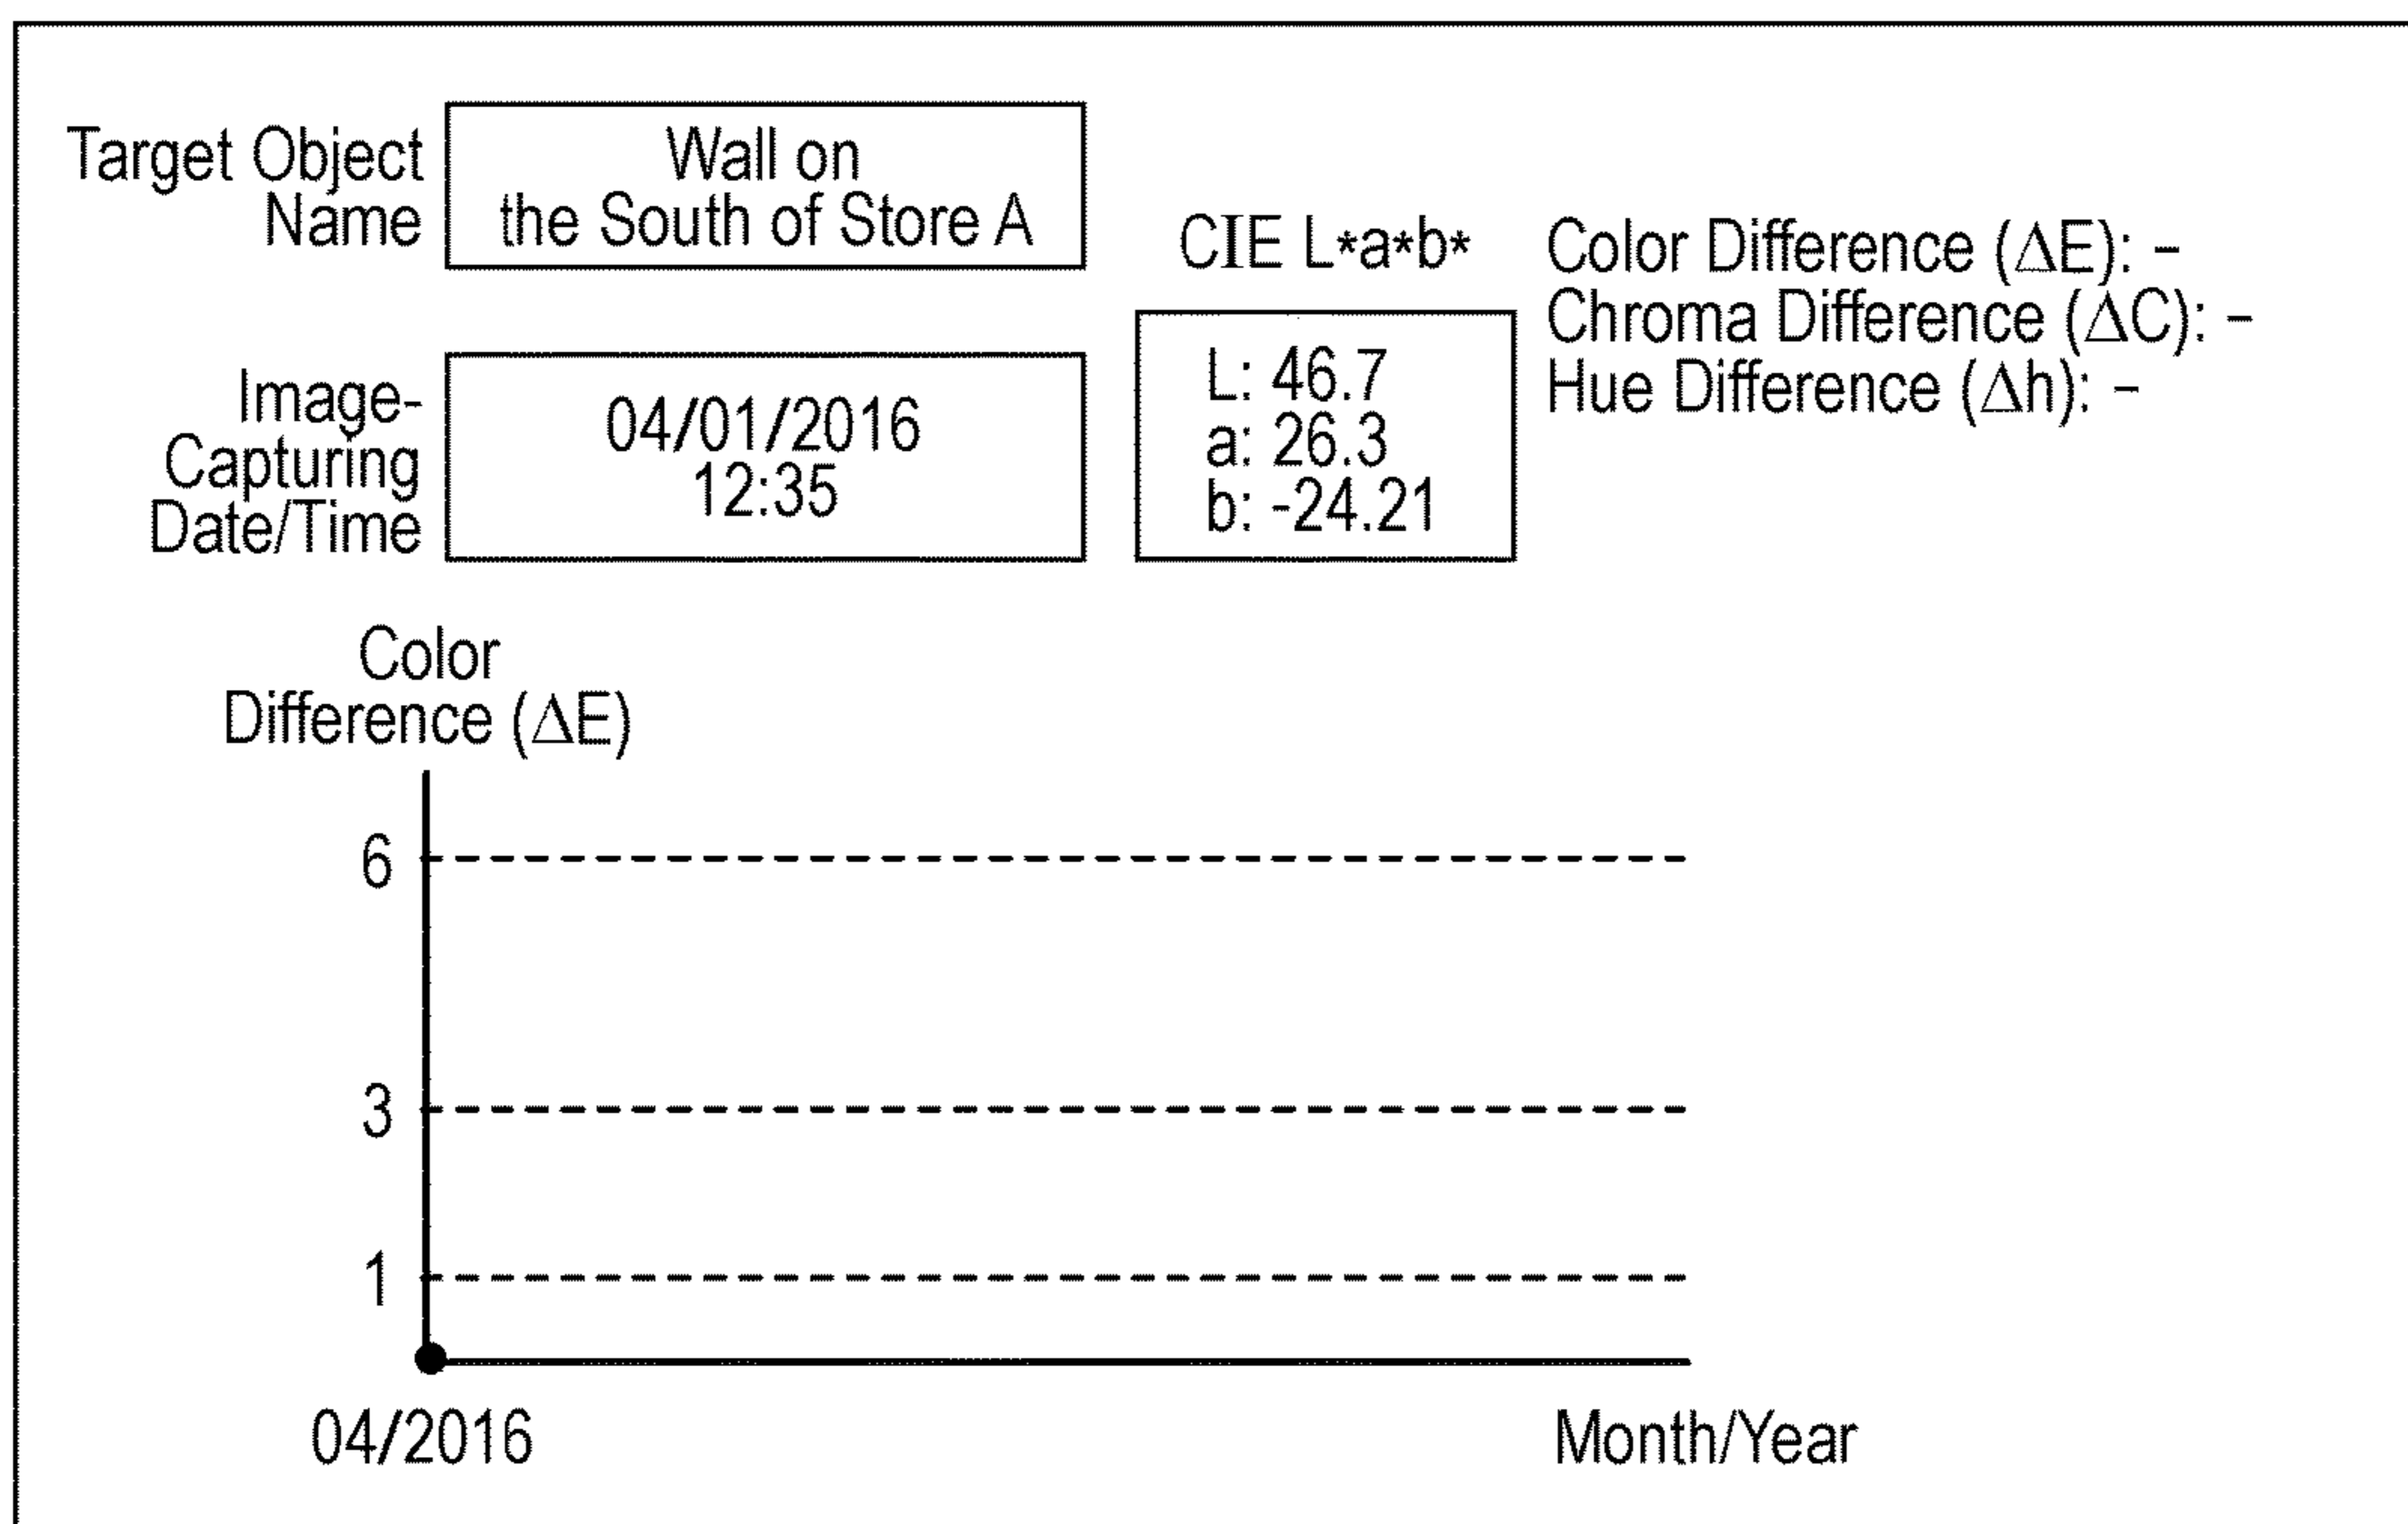 Target Object
Name
Wall on
the South of Store A
Image-
Capturing
Date/Time
04/01/2016
12:35
CIE L*a*b*
L: 46.7
a: 26.3
b: -24.21
Color Difference (ΔE): –
Chroma Difference (ΔC): –
Hue Difference (Δh): –
Color
Difference (ΔE)
6
3
1
04/2016
Month/Year